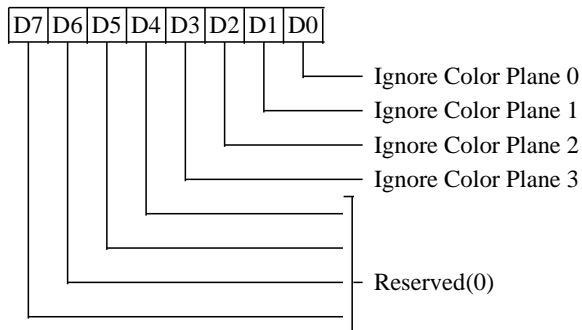 D7 D6 D5 D4 D3 D2 D1 D0
Ignore Color Plane 0
Ignore Color Plane 1
Ignore Color Plane 2
Ignore Color Plane 3
Reserved(0)